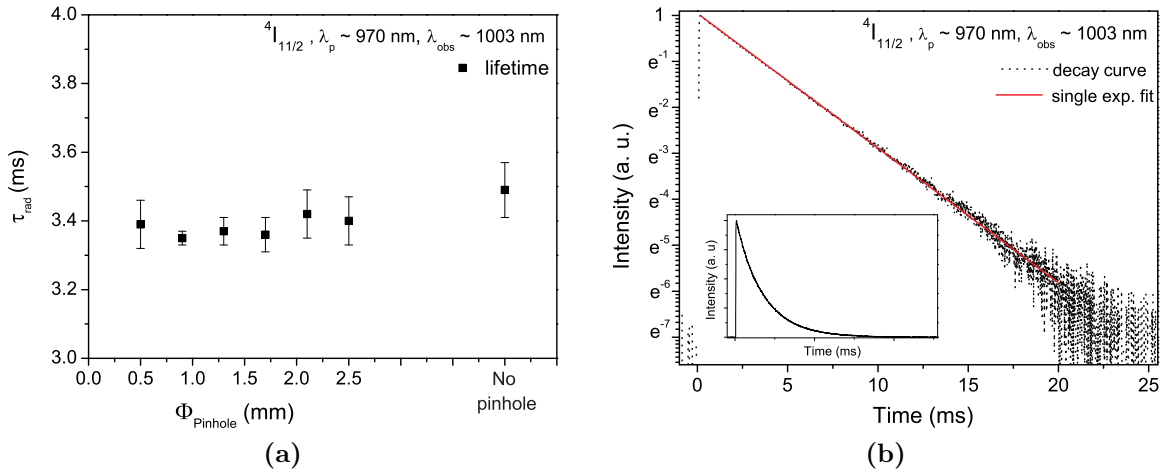 4.0
3.8
3.6
3.4
3.2
3.0
τrad (ms)
⁴I11/2 , λp ~ 970 nm, λobs ~ 1003 nm
lifetime
0.0 0.5 1.0 1.5 2.0 2.5 No
pinhole
ΦPinhole (mm)
(a)
1
e⁻¹
e⁻²
e⁻³
e⁻⁴
e⁻⁵
e⁻⁶
e⁻⁷
Intensity (a. u.)
⁴I11/2 , λp ~ 970 nm, λobs ~ 1003 nm
decay curve
single exp. fit
Intensity (a. u)
Time (ms)
0 5 10 15 20 25
Time (ms)
(b)